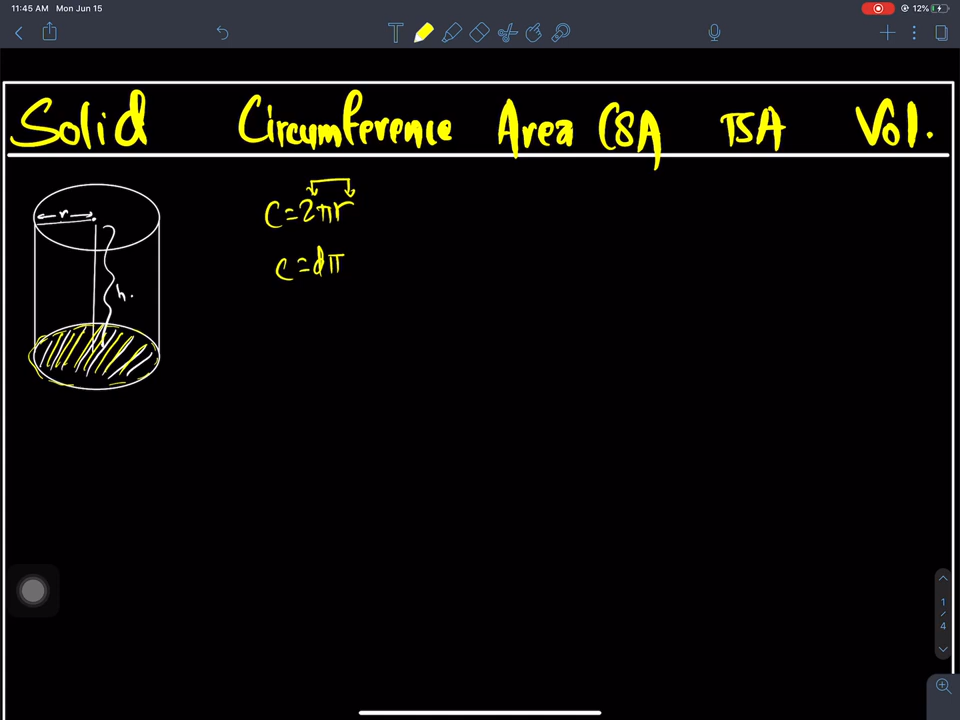 11:45 AM Mon Jun 15
12%
T
Solid Circumference Area CSA TSA Vol.
r
h.
C=2πr
C=dπ
1
/
4